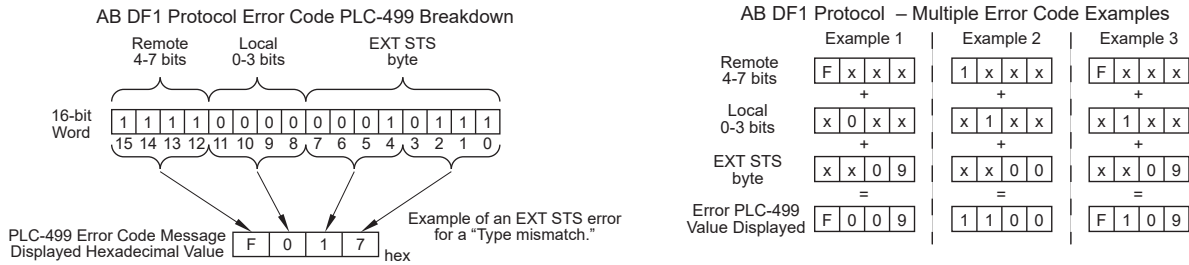 AB DF1 Protocol Error Code PLC-499 Breakdown
Remote
4-7 bits
Local
0-3 bits
EXT STS
byte
16-bit
Word
1 1 1 1 0 0 0 0 0 0 0 1 0 1 1 1
15 14 13 12 11 10 9 8 7 6 5 4 3 2 1 0
PLC-499 Error Code Message
Displayed Hexadecimal Value
F 0 1 7
hex
Example of an EXT STS error
for a “Type mismatch.”
AB DF1 Protocol – Multiple Error Code Examples
Example 1 Example 2 Example 3
Remote
4-7 bits
F x x x 1 x x x F x x x
+ + +
Local
0-3 bits
x 0 x x x 1 x x x 1 x x
+ + +
EXT STS
byte
x x 0 9 x x 0 0 x x 0 9
= = =
Error PLC-499
Value Displayed
F 0 0 9 1 1 0 0 F 1 0 9